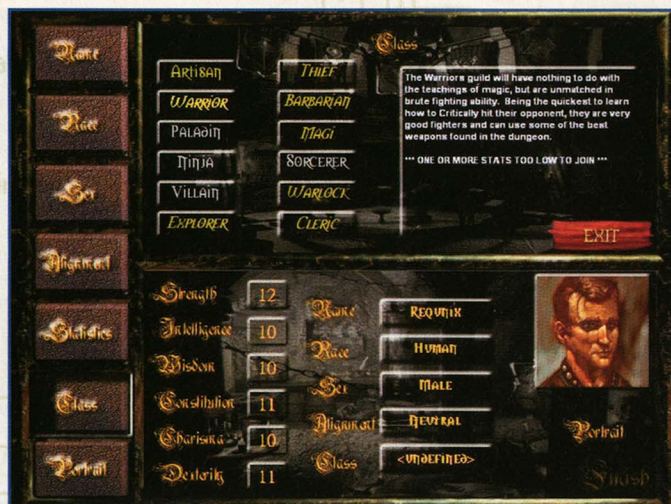 Name
Race
Sex
Alignment
Statistics
Class
Portrait
Class
ARTISAN
WARRIOR
PALADIN
NINJA
VILLAIN
EXPLORER
THIEF
BARBARIAN
MAGI
SORCERER
WARLOCK
CLERIC
The Warriors guild will have nothing to do with
the teachings of magic, but are unmatched in
brute fighting ability. Being the quickest to learn
how to Critically hit their opponent, they are very
good fighters and can use some of the best
weapons found in the dungeon.
*** ONE OR MORE STATS TOO LOW TO JOIN ***
EXIT
Strength 12
Intelligence 10
Wisdom 10
Constitution 11
Charisma 10
Dexterity 11
Name REQUNIX
Race HUMAN
Sex MALE
Alignment NEUTRAL
Class <UNDEFINED>
Portrait
Finish